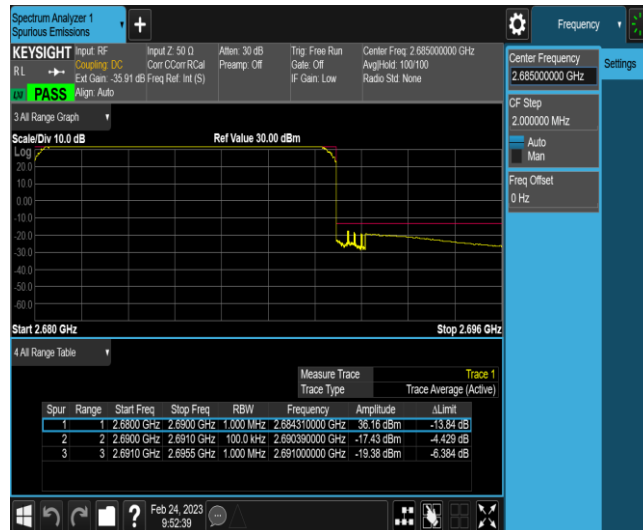 Spectrum Analyzer 1
Spurious Emissions
Frequency
KEYSIGHT
Input: RF
Input Z: 50 Ω
Atten: 30 dB
Trig: Free Run
Center Freq: 2.685000000 GHz
RL
Coupling: DC
Corr CCorr RCal
Preamp: Off
Gate: Off
Avg|Hold: 100/100
Ext Gain: -35.91 dB
Freq Ref: Int (S)
IF Gain: Low
Radio Std: None
LXI
PASS
Align: Auto
Center Frequency
2.685000000 GHz
Settings
CF Step
2.000000 MHz
Auto
Man
Freq Offset
0 Hz
3 All Range Graph
Scale/Div 10.0 dB
Ref Value 30.00 dBm
Log
20.0
10.0
0.00
-10.0
-20.0
-30.0
-40.0
-50.0
-60.0
Start 2.680 GHz
Stop 2.696 GHz
4 All Range Table
Measure Trace
Trace 1
Trace Type
Trace Average (Active)
Spur Range Start Freq Stop Freq RBW Frequency Amplitude ΔLimit
1 1 2.6800 GHz 2.6900 GHz 1.000 MHz 2.684310000 GHz 36.16 dBm -13.84 dB
2 2 2.6900 GHz 2.6910 GHz 100.0 kHz 2.690390000 GHz -17.43 dBm -4.429 dB
3 3 2.6910 GHz 2.6955 GHz 1.000 MHz 2.691000000 GHz -19.38 dBm -6.384 dB
?
Feb 24, 2023
9:52:39